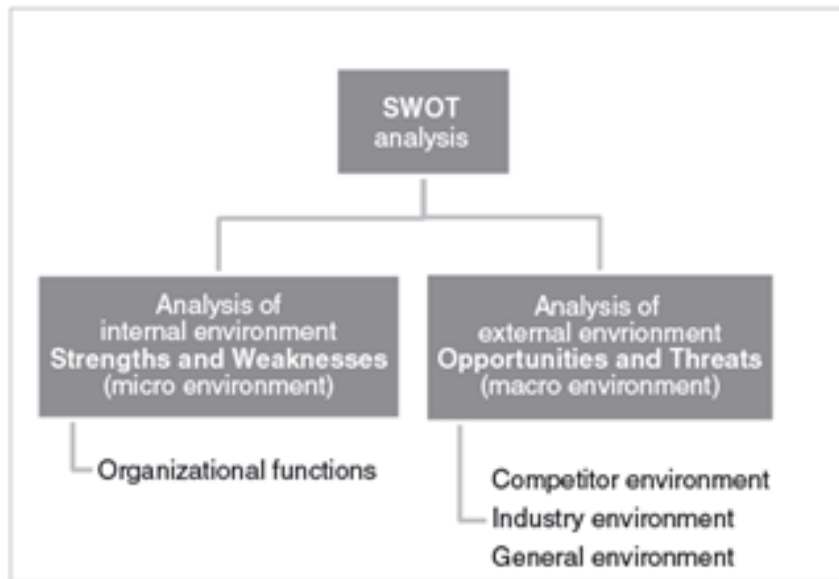 SWOT
analysis
Analysis of
internal environment
Strengths and Weaknesses
(micro environment)
Analysis of
external envrionment
Opportunities and Threats
(macro environment)
Organizational functions
Competitor environment
Industry environment
General environment